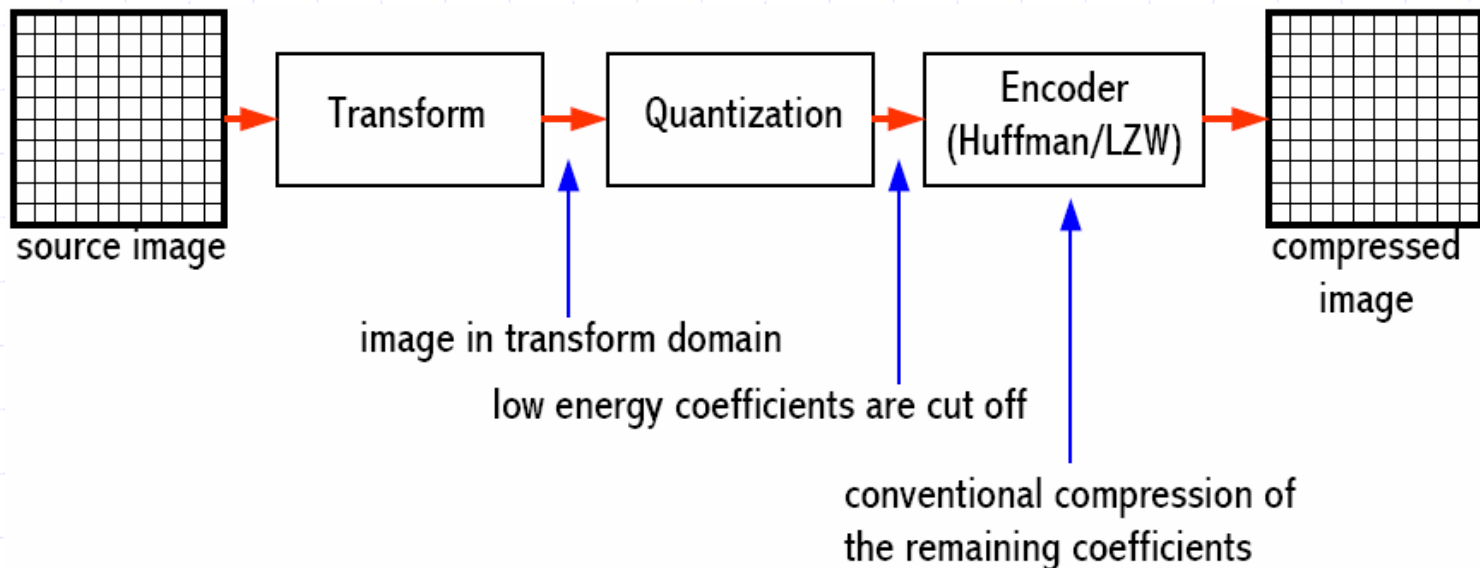 Transform
Quantization
Encoder
(Huffman/LZW)
source image
compressed
image
image in transform domain
low energy coefficients are cut off
conventional compression of
the remaining coefficients